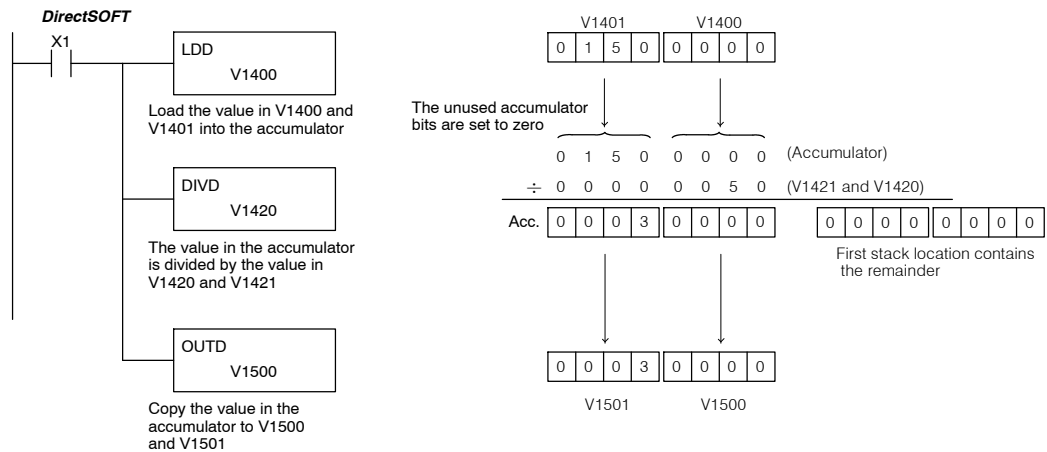 DirectSOFT
X1
LDD
V1400
Load the value in V1400 and
V1401 into the accumulator
DIVD
V1420
The value in the accumulator
is divided by the value in
V1420 and V1421
OUTD
V1500
Copy the value in the
accumulator to V1500
and V1501
V1401 V1400
0 1 5 0 0 0 0 0
The unused accumulator
bits are set to zero
0 1 5 0 0 0 0 0 (Accumulator)
÷ 0 0 0 0 0 0 5 0 (V1421 and V1420)
Acc. 0 0 0 3 0 0 0 0 0 0 0 0 0 0 0 0
First stack location contains
the remainder
0 0 0 3 0 0 0 0
V1501 V1500